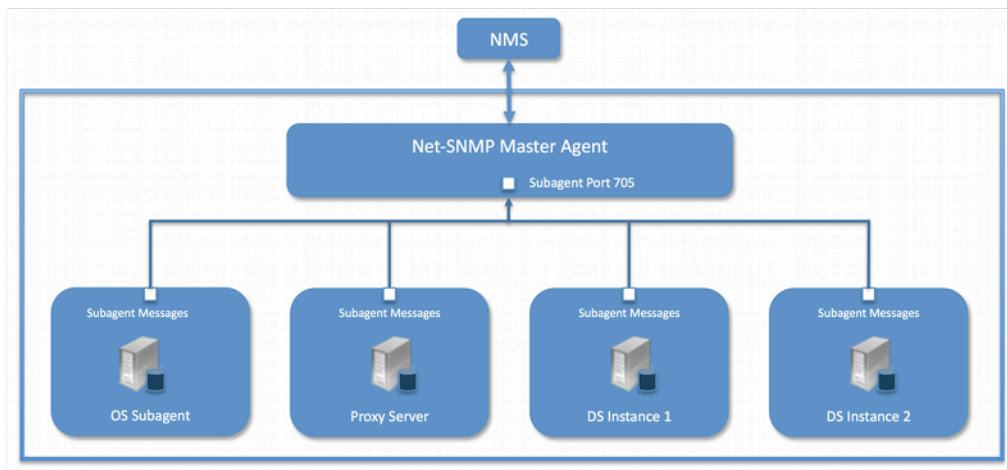 NMS
Net-SNMP Master Agent
Subagent Port 705
Subagent Messages
Subagent Messages
Subagent Messages
Subagent Messages
OS Subagent
Proxy Server
DS Instance 1
DS Instance 2